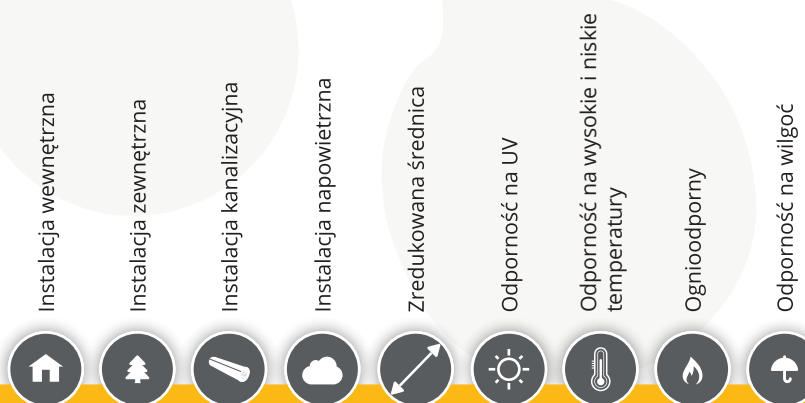 Instalacja wewnętrzna
Instalacja zewnętrzna
Instalacja kanalizacyjna
Instalacja napowietrzna
Zredukowana średnica
Odporność na UV
Odporność na wysokie i niskie
temperatury
Ognioodporny
Odporność na wilgoć